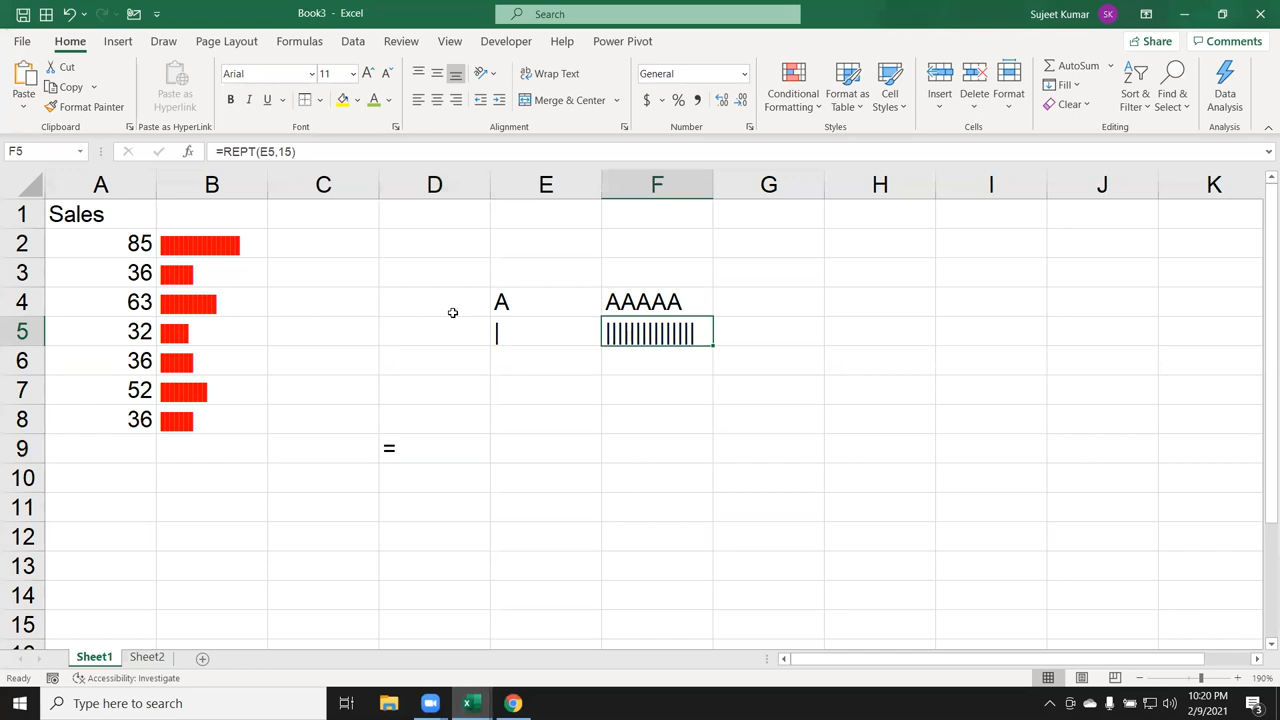 Book3 - Excel
Search
Sujeet Kumar
SK
File Home Insert Draw Page Layout Formulas Data Review View Developer Help Power Pivot
Share
Comments
Paste
Cut
Copy
Format Painter
Clipboard
Paste as
Hyperlink
Paste as HyperLink
Arial
11
B I U
Font
Wrap Text
Merge & Center
Alignment
General
$ % ,
Number
Conditional
Formatting
Format as
Table
Cell
Styles
Styles
Insert
Delete
Format
Cells
AutoSum
Fill
Clear
Sort &
Filter
Find &
Select
Editing
Data
Analysis
Analysis
F5
fx
=REPT(E5,15)
A B C D E F G H I J K
1 Sales
2 85
3 36
4 63 A AAAAA
5 32 | |||||||||||||||
6 36
7 52
8 36
9 =
10
11
12
13
14
15
Sheet1
Sheet2
Ready
Accessibility: Investigate
190%
Type here to search
10:20 PM
2/9/2021
3